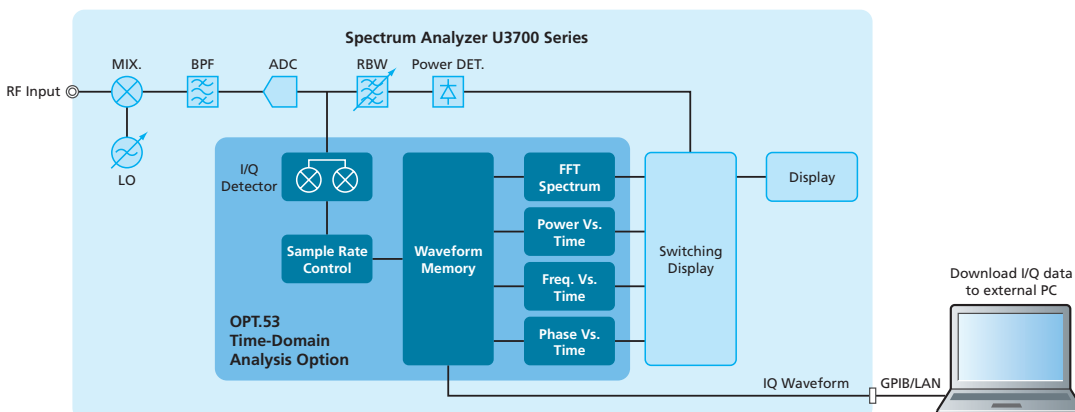 Spectrum Analyzer U3700 Series
MIX.
BPF
ADC
RBW
Power DET.
RF Input
LO
I/Q
Detector
Sample Rate
Control
Waveform
Memory
FFT
Spectrum
Power Vs.
Time
Freq. Vs.
Time
Phase Vs.
Time
Switching
Display
Display
OPT.53
Time-Domain
Analysis Option
Download I/Q data
to external PC
IQ Waveform
GPIB/LAN